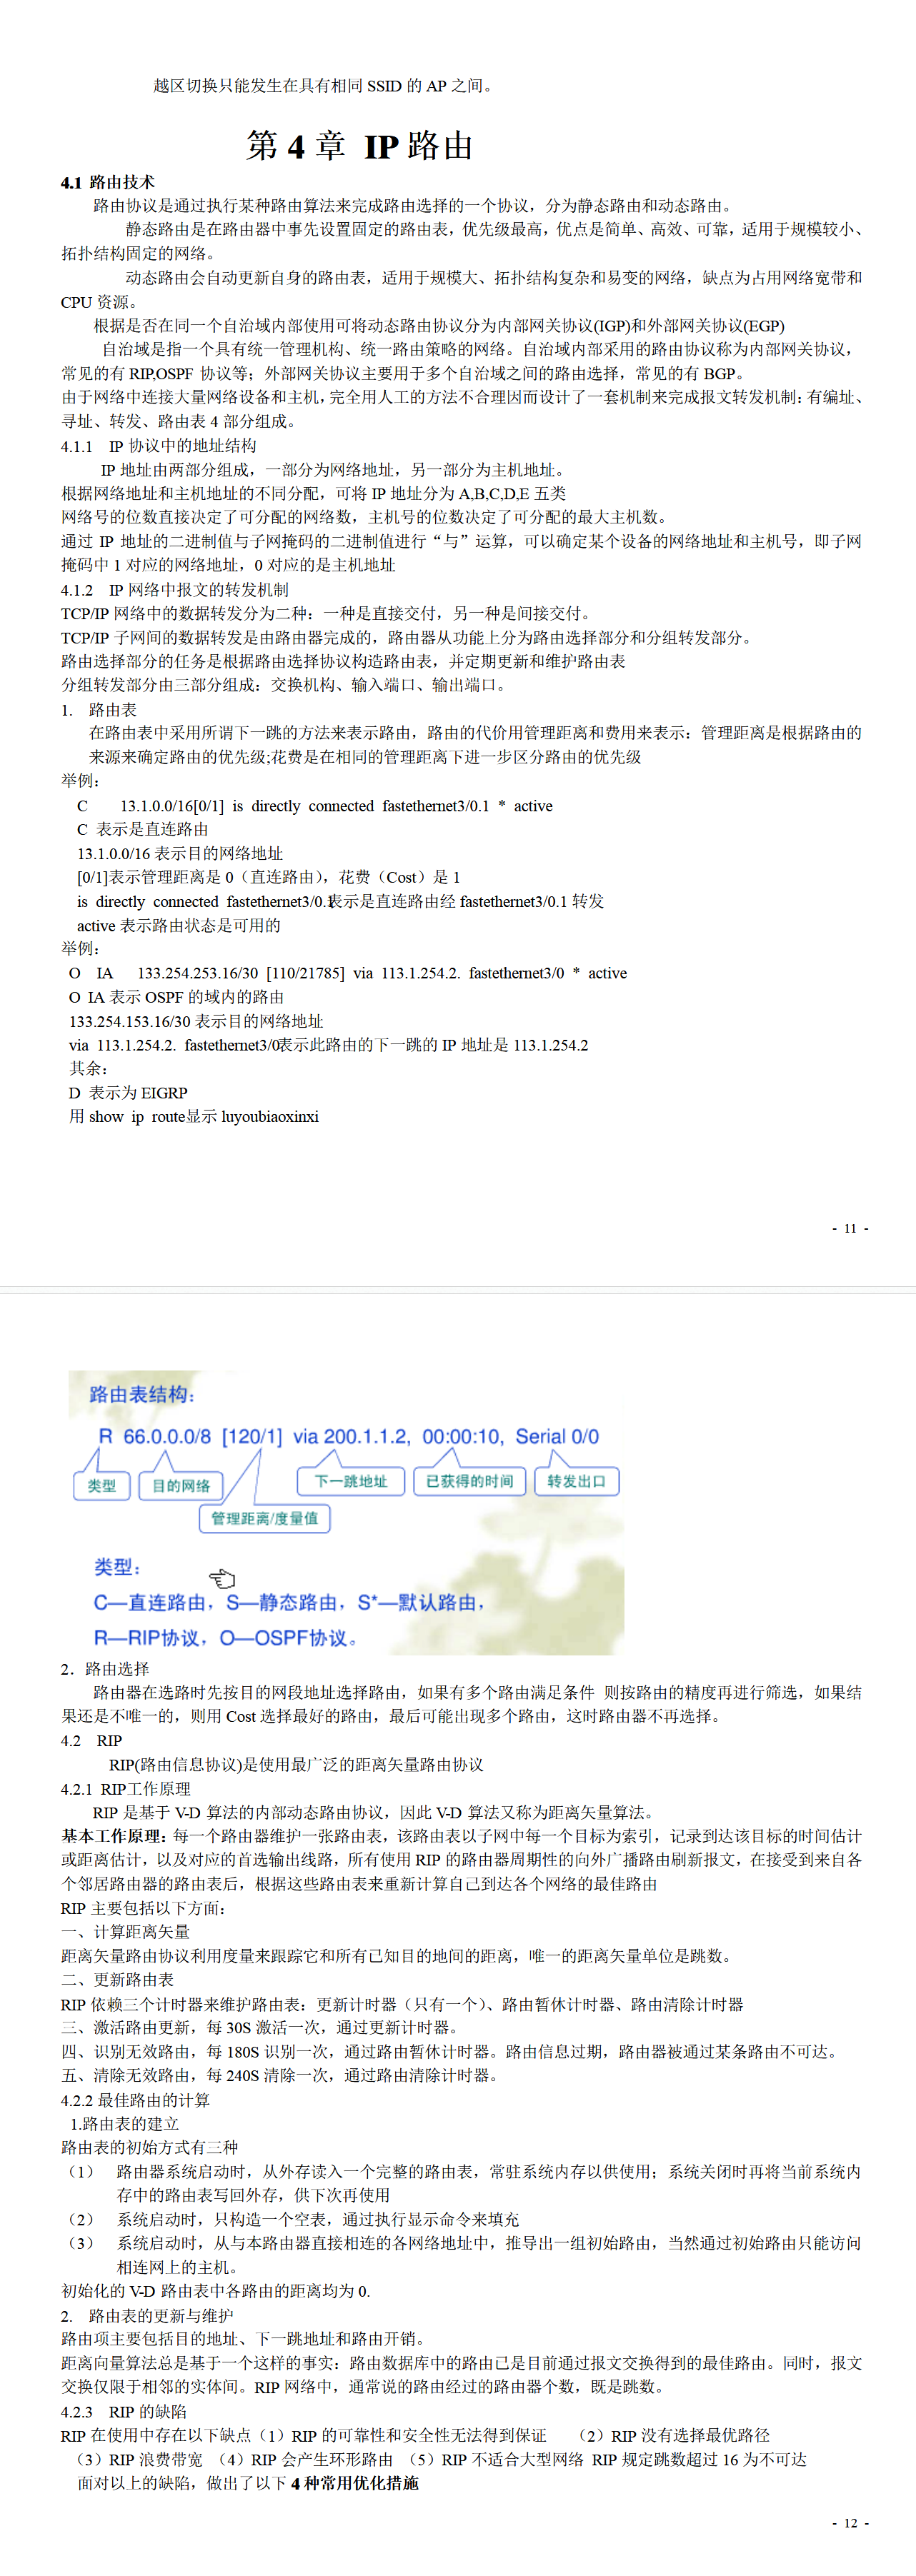 越区切换只能发生在具有相同 SSID 的 AP 之间。
第 4 章 IP 路由
4.1 路由技术
路由协议是通过执行某种路由算法来完成路由选择的一个协议，分为静态路由和动态路由。
静态路由是在路由器中事先设置固定的路由表，优先级最高，优点是简单、高效、可靠，适用于规模较小、
拓扑结构固定的网络。
动态路由会自动更新自身的路由表，适用于规模大、拓扑结构复杂和易变的网络，缺点为占用网络宽带和
CPU 资源。
根据是否在同一个自治域内部使用可将动态路由协议分为内部网关协议(IGP)和外部网关协议(EGP)
自治域是指一个具有统一管理机构、统一路由策略的网络。自治域内部采用的路由协议称为内部网关协议，
常见的有 RIP,OSPF 协议等；外部网关协议主要用于多个自治域之间的路由选择，常见的有 BGP。
由于网络中连接大量网络设备和主机，完全用人工的方法不合理因而设计了一套机制来完成报文转发机制：有编址、
寻址、转发、路由表 4 部分组成。
4.1.1 IP 协议中的地址结构
IP 地址由两部分组成，一部分为网络地址，另一部分为主机地址。
根据网络地址和主机地址的不同分配，可将 IP 地址分为 A,B,C,D,E 五类
网络号的位数直接决定了可分配的网络数，主机号的位数决定了可分配的最大主机数。
通过 IP 地址的二进制值与子网掩码的二进制值进行“与”运算，可以确定某个设备的网络地址和主机号，即子网
掩码中 1 对应的网络地址，0 对应的是主机地址
4.1.2 IP 网络中报文的转发机制
TCP/IP 网络中的数据转发分为二种：一种是直接交付，另一种是间接交付。
TCP/IP 子网间的数据转发是由路由器完成的，路由器从功能上分为路由选择部分和分组转发部分。
路由选择部分的任务是根据路由选择协议构造路由表，并定期更新和维护路由表
分组转发部分由三部分组成：交换机构、输入端口、输出端口。
1. 路由表
在路由表中采用所谓下一跳的方法来表示路由，路由的代价用管理距离和费用来表示：管理距离是根据路由的
来源来确定路由的优先级;花费是在相同的管理距离下进一步区分路由的优先级
举例：
C 13.1.0.0/16[0/1] is directly connected fastethernet3/0.1 * active
C 表示是直连路由
13.1.0.0/16 表示目的网络地址
[0/1]表示管理距离是 0（直连路由），花费（Cost）是 1
is directly connected fastethernet3/0.1表示是直连路由经 fastethernet3/0.1 转发
active 表示路由状态是可用的
举例：
O IA 133.254.253.16/30 [110/21785] via 113.1.254.2. fastethernet3/0 * active
O IA 表示 OSPF 的域内的路由
133.254.153.16/30 表示目的网络地址
via 113.1.254.2. fastethernet3/0表示此路由的下一跳的 IP 地址是 113.1.254.2
其余：
D 表示为 EIGRP
用 show ip route显示 luyoubiaoxinxi
- 11 -
路由表结构：
R 66.0.0.0/8 [120/1] via 200.1.1.2, 00:00:10, Serial 0/0
类型 目的网络 下一跳地址 已获得的时间 转发出口
管理距离/度量值
类型：
C—直连路由，S—静态路由，S*—默认路由，
R—RIP协议，O—OSPF协议。
2．路由选择
路由器在选路时先按目的网段地址选择路由，如果有多个路由满足条件 则按路由的精度再进行筛选，如果结
果还是不唯一的，则用 Cost 选择最好的路由，最后可能出现多个路由，这时路由器不再选择。
4.2 RIP
RIP(路由信息协议)是使用最广泛的距离矢量路由协议
4.2.1 RIP工作原理
RIP 是基于 V-D 算法的内部动态路由协议，因此 V-D 算法又称为距离矢量算法。
基本工作原理：每一个路由器维护一张路由表，该路由表以子网中每一个目标为索引，记录到达该目标的时间估计
或距离估计，以及对应的首选输出线路，所有使用 RIP 的路由器周期性的向外广播路由刷新报文，在接受到来自各
个邻居路由器的路由表后，根据这些路由表来重新计算自己到达各个网络的最佳路由
RIP 主要包括以下方面：
一、计算距离矢量
距离矢量路由协议利用度量来跟踪它和所有己知目的地间的距离，唯一的距离矢量单位是跳数。
二、更新路由表
RIP 依赖三个计时器来维护路由表：更新计时器（只有一个）、路由暂休计时器、路由清除计时器
三、激活路由更新，每 30S 激活一次，通过更新计时器。
四、识别无效路由，每 180S 识别一次，通过路由暂休计时器。路由信息过期，路由器被通过某条路由不可达。
五、清除无效路由，每 240S 清除一次，通过路由清除计时器。
4.2.2 最佳路由的计算
1.路由表的建立
路由表的初始方式有三种
（1） 路由器系统启动时，从外存读入一个完整的路由表，常驻系统内存以供使用；系统关闭时再将当前系统内
存中的路由表写回外存，供下次再使用
（2） 系统启动时，只构造一个空表，通过执行显示命令来填充
（3） 系统启动时，从与本路由器直接相连的各网络地址中，推导出一组初始路由，当然通过初始路由只能访问
相连网上的主机。
初始化的 V-D 路由表中各路由的距离均为 0.
2. 路由表的更新与维护
路由项主要包括目的地址、下一跳地址和路由开销。
距离向量算法总是基于一个这样的事实：路由数据库中的路由己是目前通过报文交换得到的最佳路由。同时，报文
交换仅限于相邻的实体间。RIP 网络中，通常说的路由经过的路由器个数，既是跳数。
4.2.3 RIP 的缺陷
RIP 在使用中存在以下缺点（1）RIP 的可靠性和安全性无法得到保证 （2）RIP 没有选择最优路径
（3）RIP 浪费带宽 （4）RIP 会产生环形路由 （5）RIP 不适合大型网络 RIP 规定跳数超过 16 为不可达
面对以上的缺陷，做出了以下 4 种常用优化措施
- 12 -